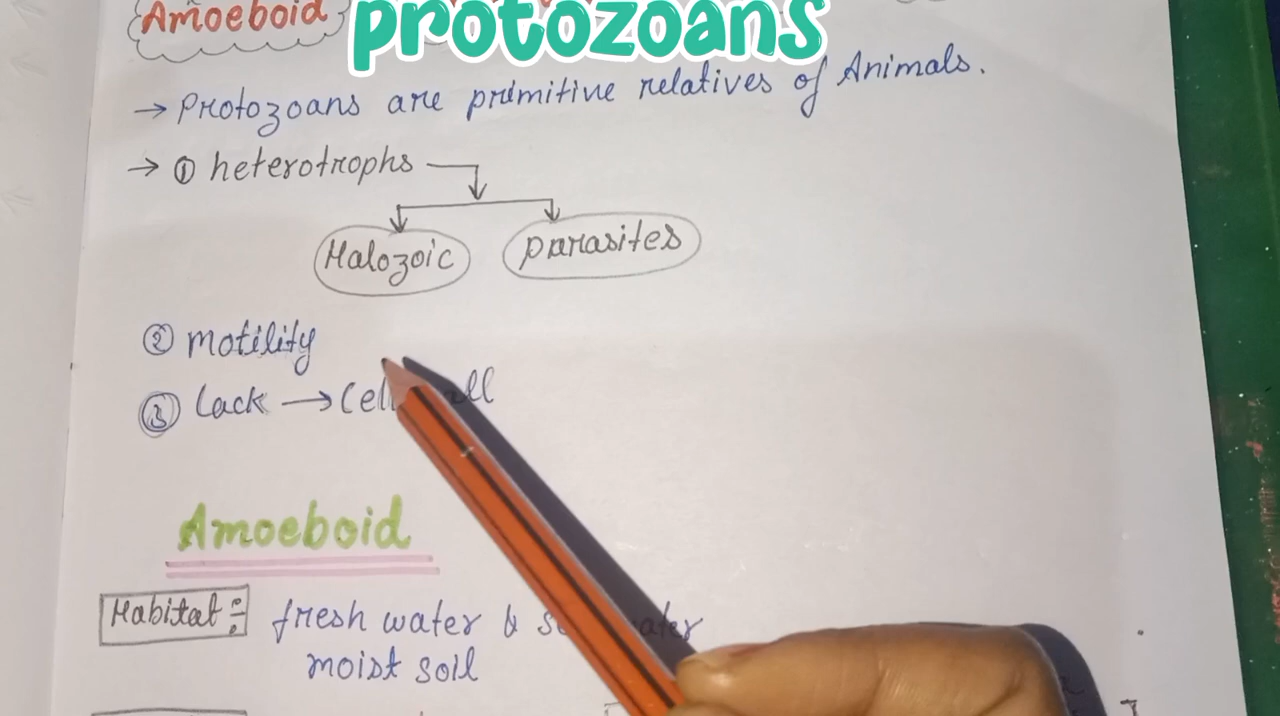 Amoeboid
protozoans
→ Protozoans are primitive relatives of Animals.
→ ① heterotrophs
Halozoic parasites
② motility
③ Lack → Cell
Amoeboid
Habitat:- fresh water & water
moist soil